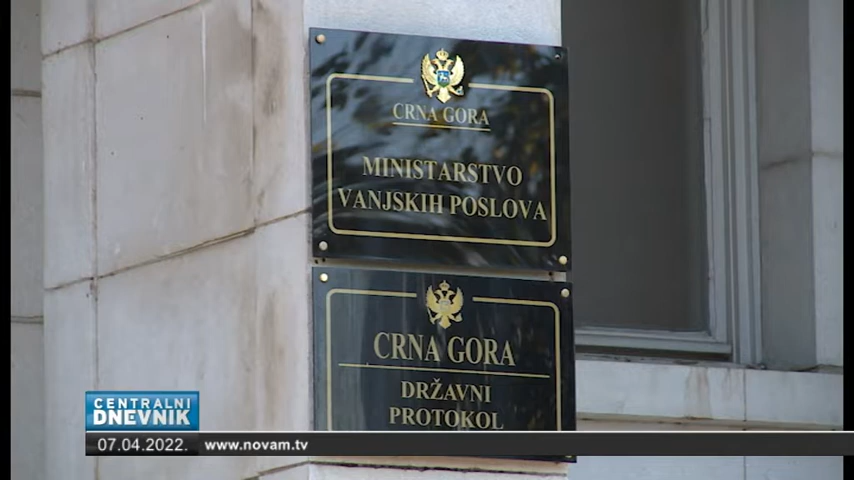 CRNA GORA
MINISTARSTVO
VANJSKIH POSLOVA
CRNA GORA
DRŽAVNI
PROTOKOL
CENTRALNI
DNEVNIK
07.04.2022. www.novam.tv